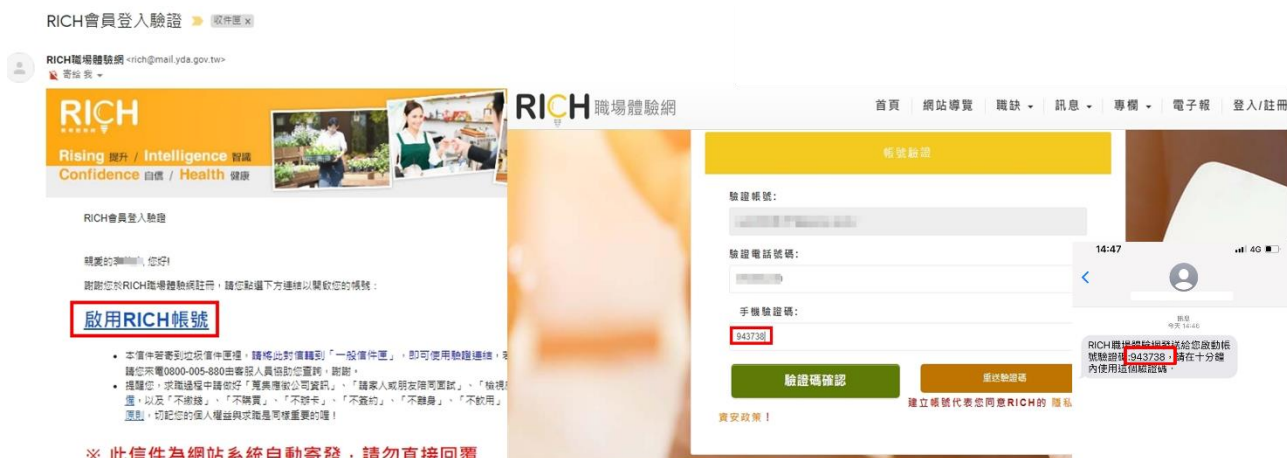 RICH會員登入驗證
收件匣 x
RICH職場體驗網 <rich@mail.yda.gov.tw>
寄給 我
RICH
Rising 提升 / Intelligence 智識
Confidence 自信 / Health 健康
RICH會員登入驗證
親愛的李 您好!
謝謝您於RICH職場體驗網註冊，請您點選下方連結以開啟您的帳號：
啟用RICH帳號
本信件若寄到垃圾信件匣裡，請將此封信轉到「一般信件匣」，即可使用驗證連結，若
請您來電0800-005-880由客服人員協助您查詢，謝謝。
提醒您，求職過程中請做好「蒐集應徵公司資訊」、「請家人或朋友陪同面試」、「檢視
備，以及「不繳錢」、「不購買」、「不辦卡」、「不簽約」、「不離身」、「不飲用」
原則，切記您的個人權益與求職是同樣重要的喔！
※ 此信件為網站系統自動寄發，請勿直接回覆
RICH 職場體驗網
首頁 網站導覽 職缺 訊息 專欄 電子報 登入/註冊
帳號驗證
驗證帳號:
驗證電話號碼:
手機驗證碼:
943738
驗證碼確認
重送驗證碼
建立帳號代表您同意RICH的 隱私
資安政策！
14:47
4G
訊息
今天 14:46
RICH職場體驗網發送給您啟動帳
號驗證碼:943738，請在十分鐘
內使用這個驗證碼。